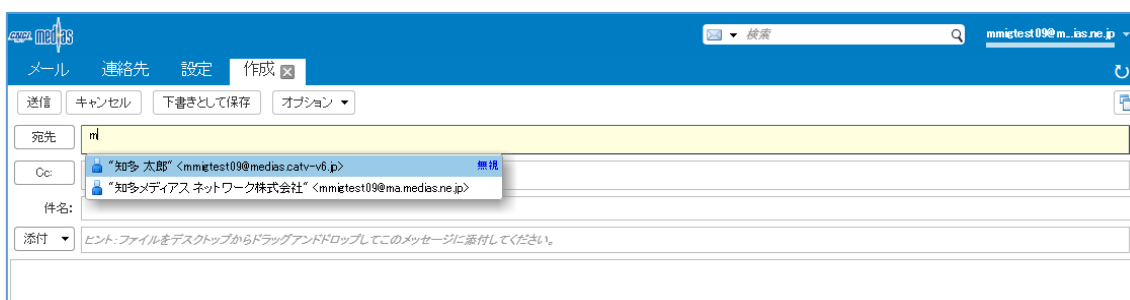 CNCI medias
検索
mmigtest09@m...ias.ne.jp
メール 連絡先 設定 作成
送信 キャンセル 下書きとして保存 オプション
宛先 m
"知多 太郎" <mmigtest09@medias.catv-v6.jp> 無視
Cc:
"知多メディアス ネットワーク株式会社" <mmigtest09@ma.medias.ne.jp>
件名:
添付 ヒント:ファイルをデスクトップからドラッグアンドドロップしてこのメッセージに添付してください。